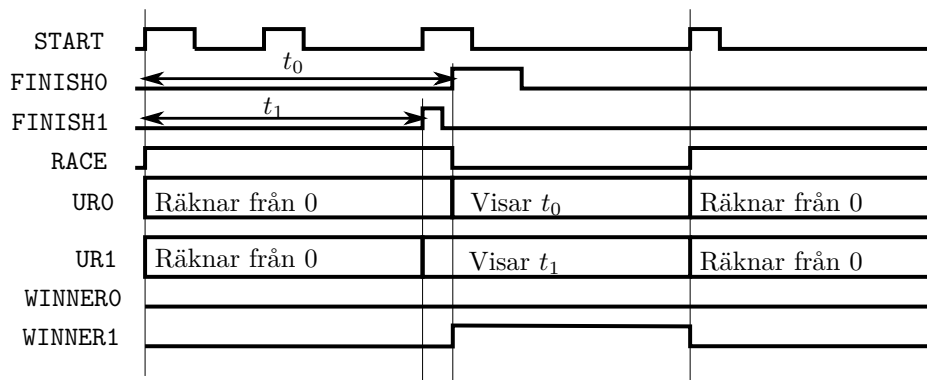 START
t₀
FINISH0
t₁
FINISH1
RACE
UR0 Räknar från 0 Visar t₀ Räknar från 0
UR1 Räknar från 0 Visar t₁ Räknar från 0
WINNER0
WINNER1